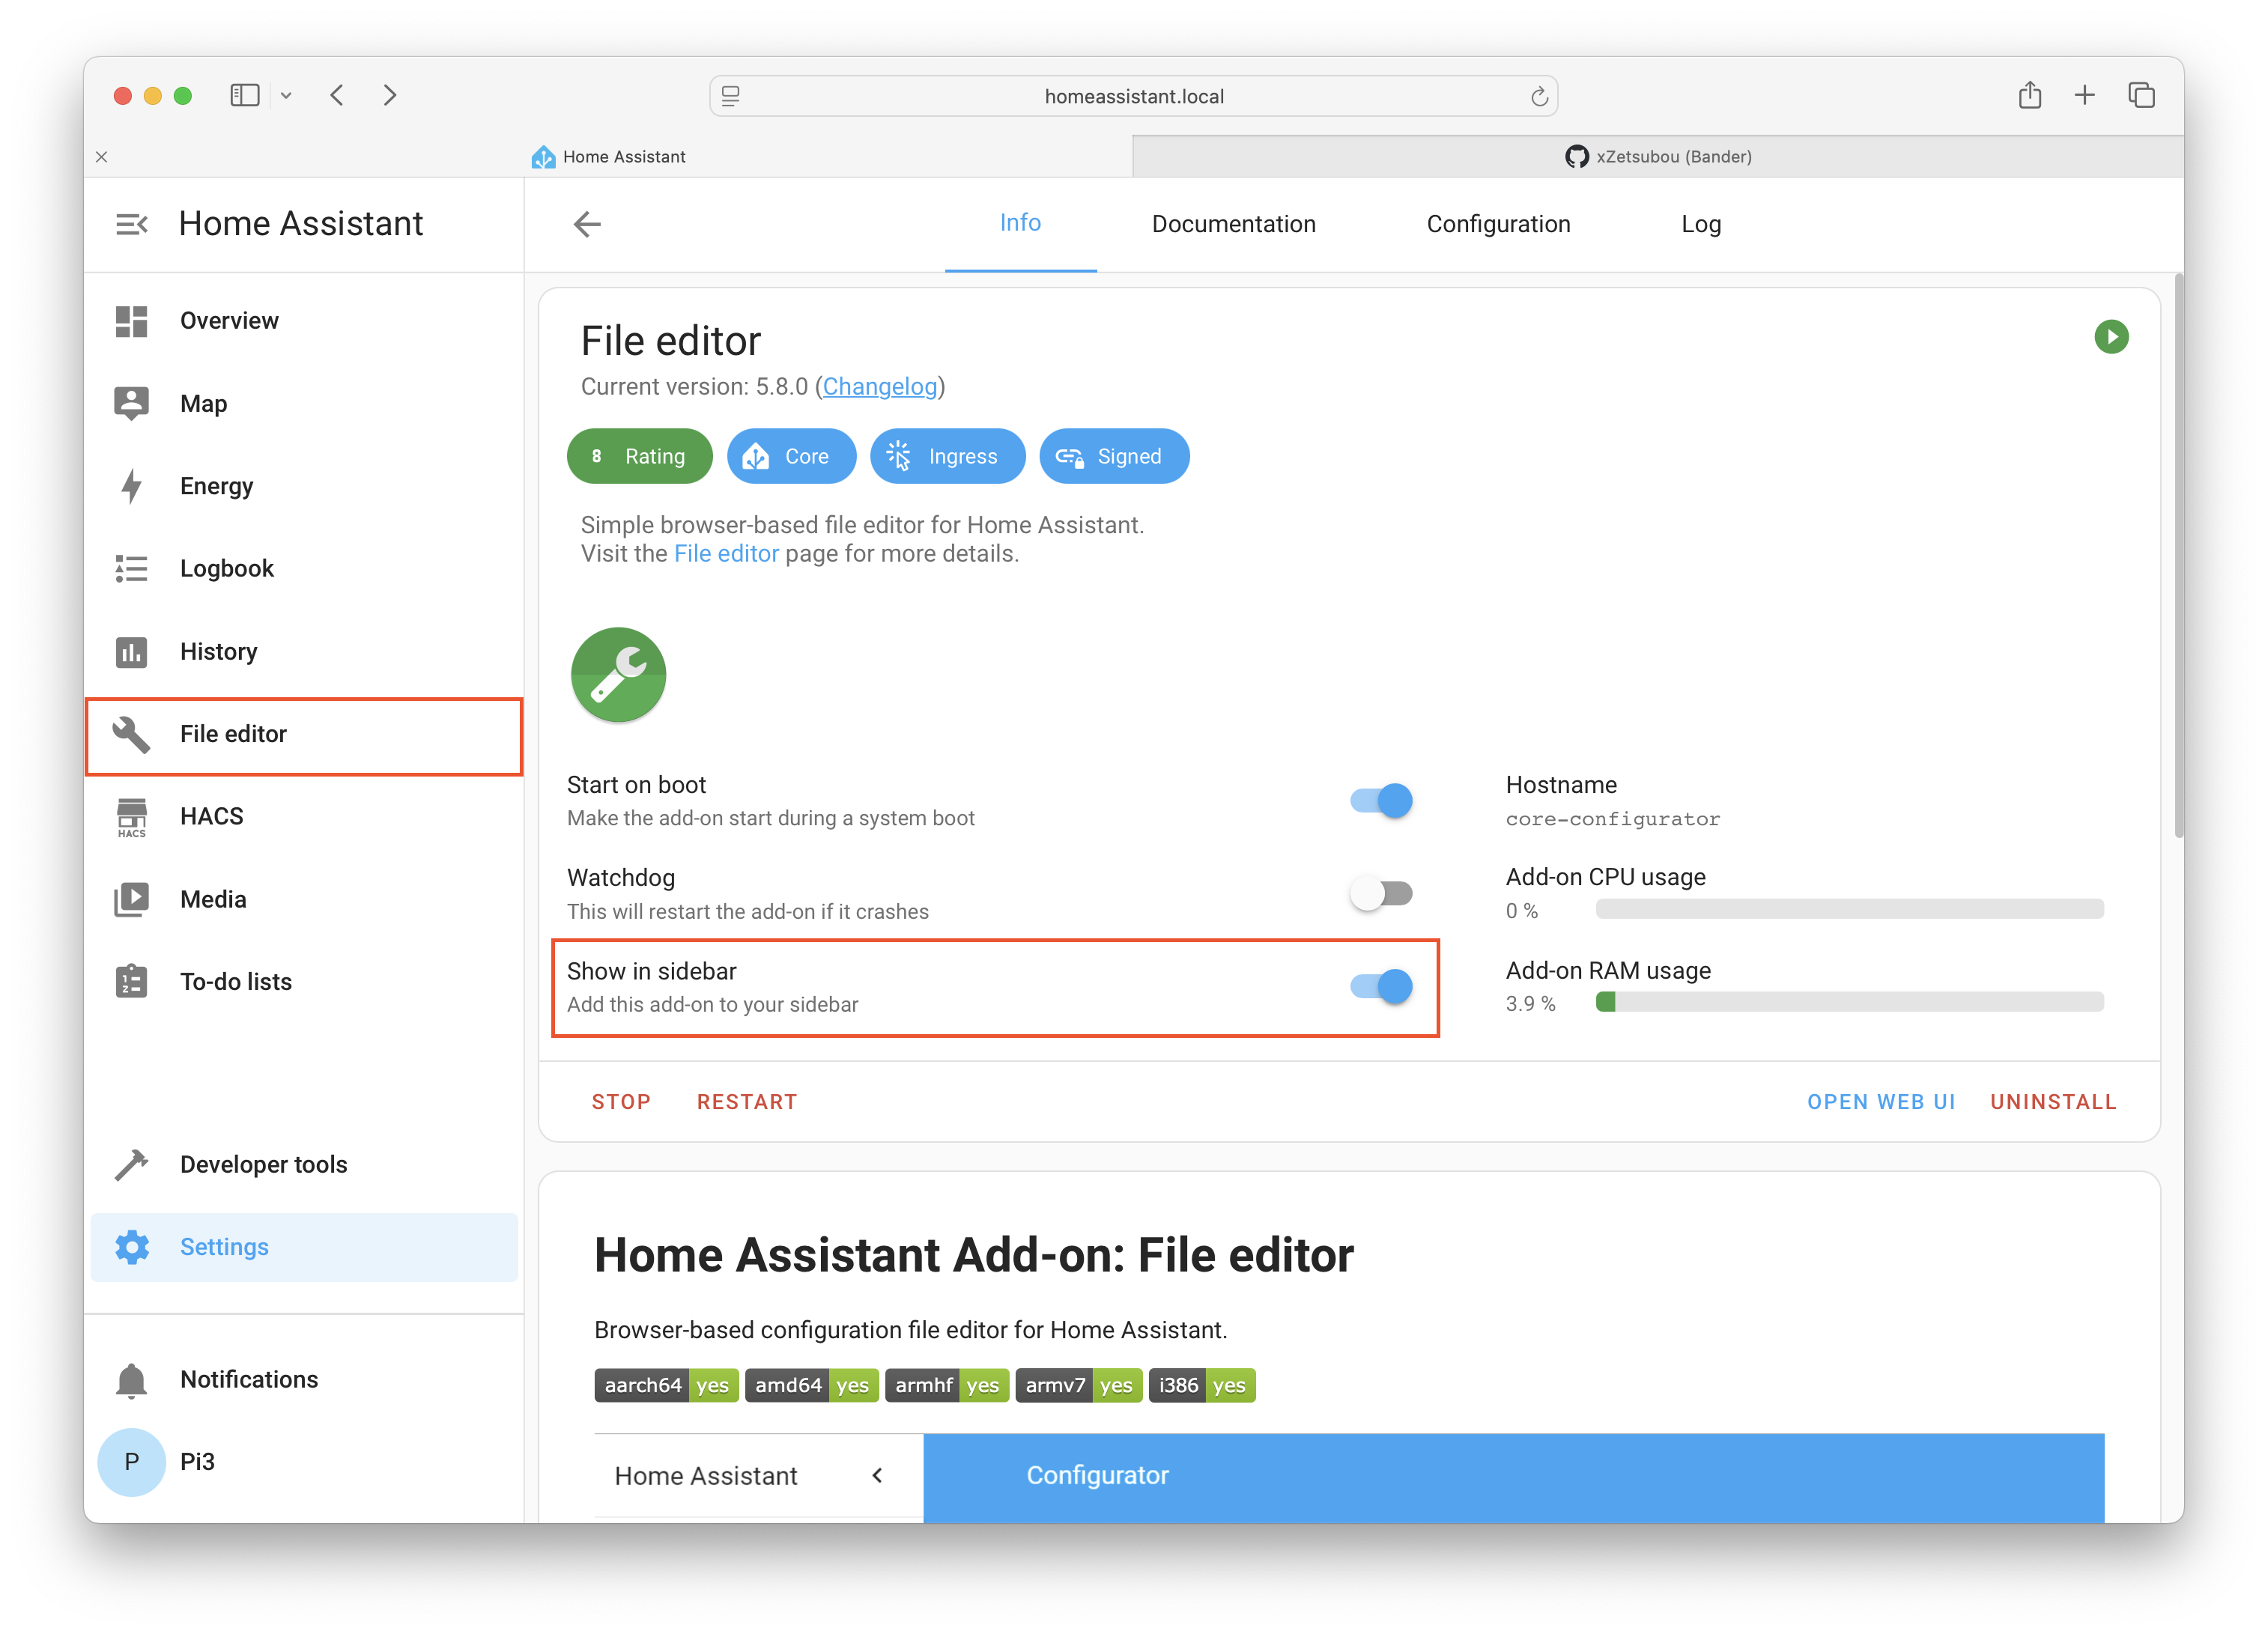 homeassistant.local
Home Assistant
xZetsubou (Bander)
Home Assistant
Overview
Map
Energy
Logbook
History
File editor
HACS
HACS
Media
1
2
To-do lists
Developer tools
Settings
Notifications
P
Pi3
Info
Documentation
Configuration
Log
File editor
Current version: 5.8.0 (Changelog)
8 Rating
Core
Ingress
Signed
Simple browser-based file editor for Home Assistant.
Visit the File editor page for more details.
Start on boot
Make the add-on start during a system boot
Watchdog
This will restart the add-on if it crashes
Show in sidebar
Add this add-on to your sidebar
Hostname
core-configurator
Add-on CPU usage
0 %
Add-on RAM usage
3.9 %
STOP
RESTART
OPEN WEB UI
UNINSTALL
Home Assistant Add-on: File editor
Browser-based configuration file editor for Home Assistant.
aarch64 yes
amd64 yes
armhf yes
armv7 yes
i386 yes
Home Assistant
Configurator